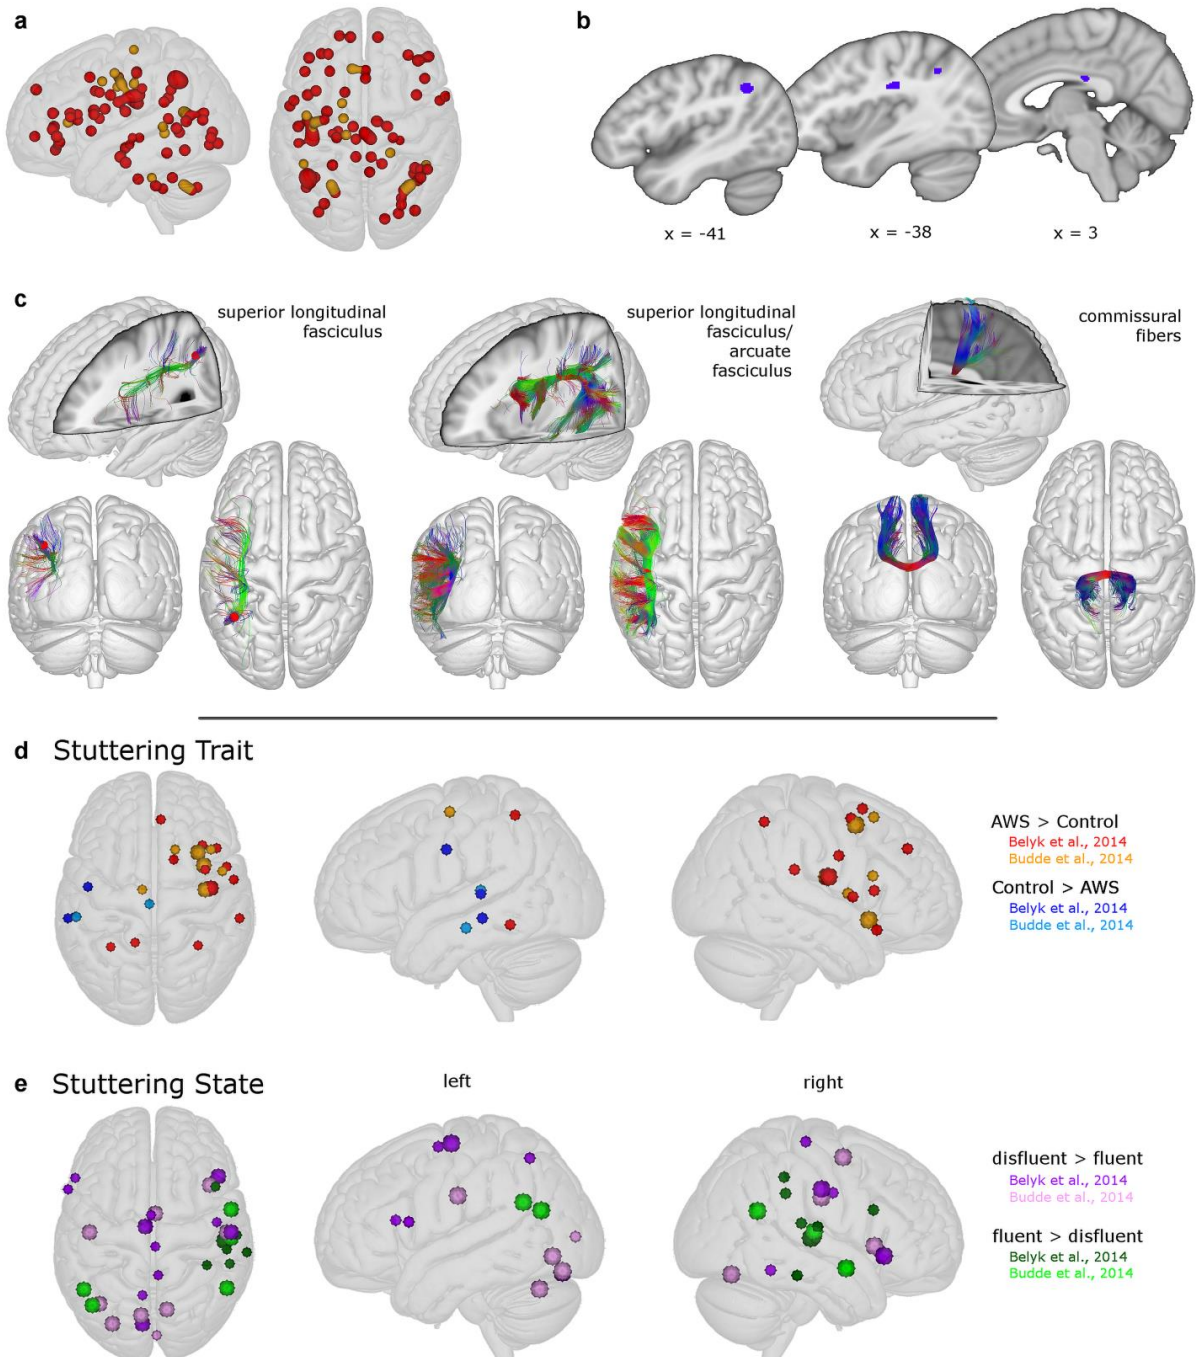 a
b
x = -41
x = -38
x = 3
c
superior longitudinal
fasciculus
superior longitudinal
fasciculus/
arcuate
fasciculus
commissural
fibers
d Stuttering Trait
AWS > Control
Belyk et al., 2014
Budde et al., 2014
Control > AWS
Belyk et al., 2014
Budde et al., 2014
e Stuttering State
left
right
disfluent > fluent
Belyk et al., 2014
Budde et al., 2014
fluent > disfluent
Belyk et al., 2014
Budde et al., 2014